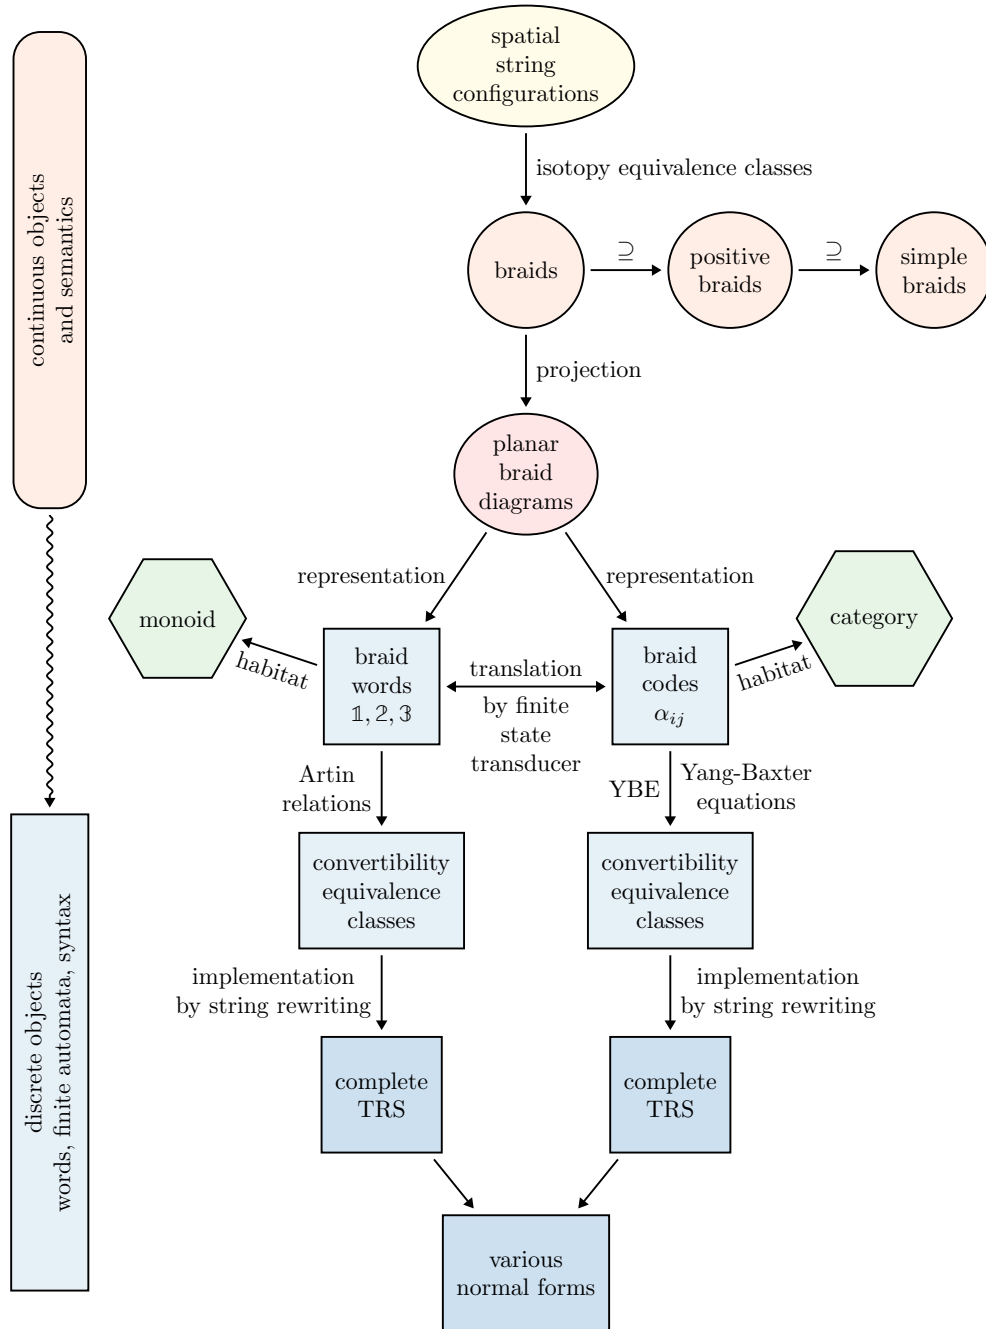 spatial
string
configurations
isotopy equivalence classes
continuous objects
and semantics
braids
⊇
positive
braids
⊇
simple
braids
projection
planar
braid
diagrams
representation
representation
monoid
habitat
braid
words
𝟙, 𝟚, 𝟛
translation
by finite
state
transducer
braid
codes
α_{ij}
habitat
category
Artin
relations
YBE
Yang-Baxter
equations
convertibility
equivalence
classes
convertibility
equivalence
classes
implementation
by string rewriting
implementation
by string rewriting
discrete objects
words, finite automata, syntax
complete
TRS
complete
TRS
various
normal forms